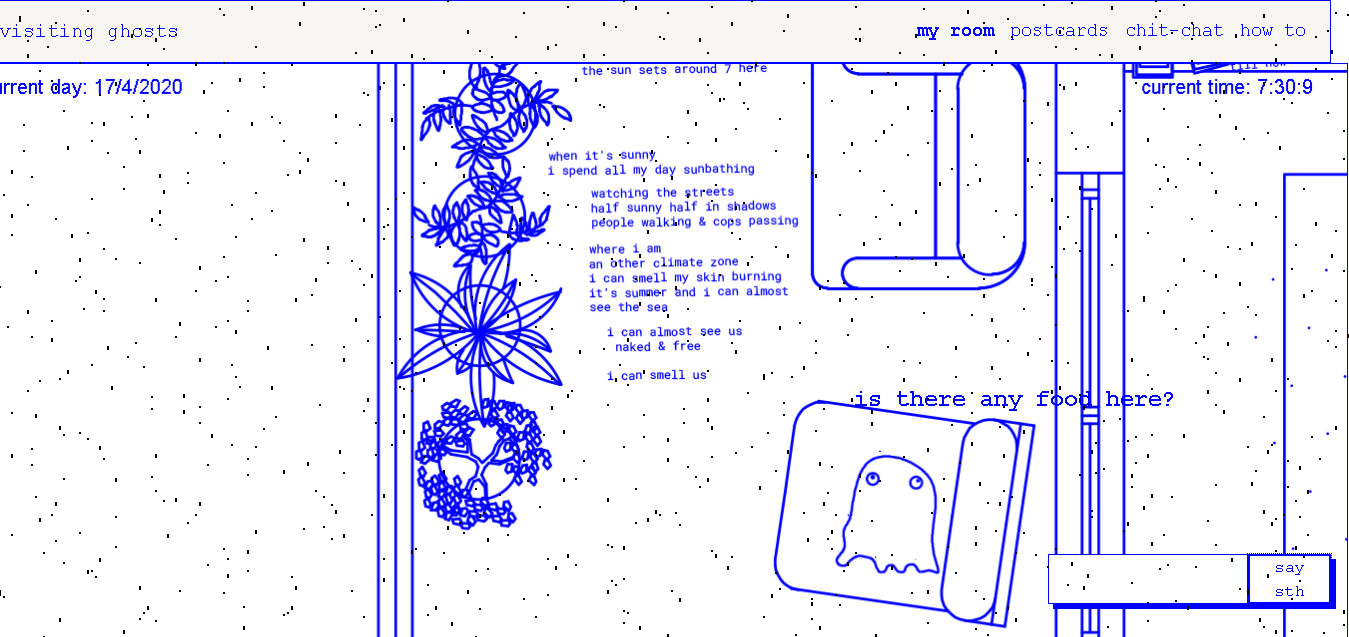 visiting ghosts
my room postcards chit-chat how to
urrent day: 17/4/2020
current time: 7:30:9
the sun sets around 7 here
till now
when it's sunny
i spend all my day sunbathing
watching the streets
half sunny half in shadows
people walking & cops passing
where i am
an other climate zone
i can smell my skin burning
it's summer and i can almost
see the sea
i can almost see us
naked & free
i can smell us
is there any food here?
say
sth